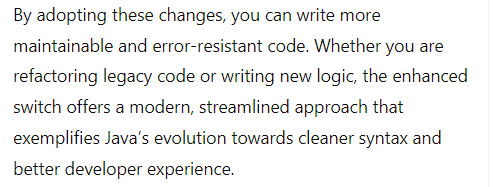 By adopting these changes, you can write more
maintainable and error-resistant code. Whether you are
refactoring legacy code or writing new logic, the enhanced
switch offers a modern, streamlined approach that
exemplifies Java’s evolution towards cleaner syntax and
better developer experience.